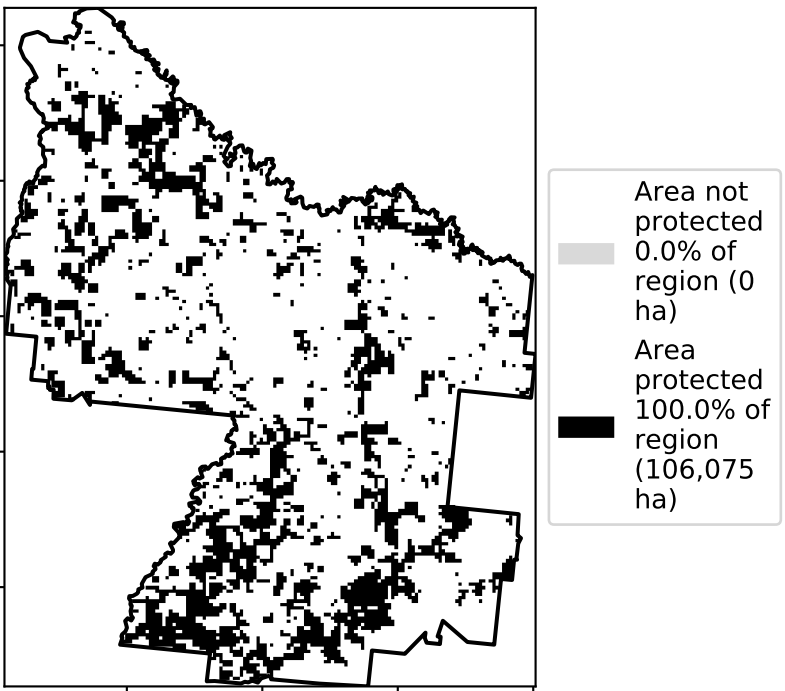 Area not
protected
0.0% of
region (0
ha)
Area
protected
100.0% of
region
(106,075
ha)